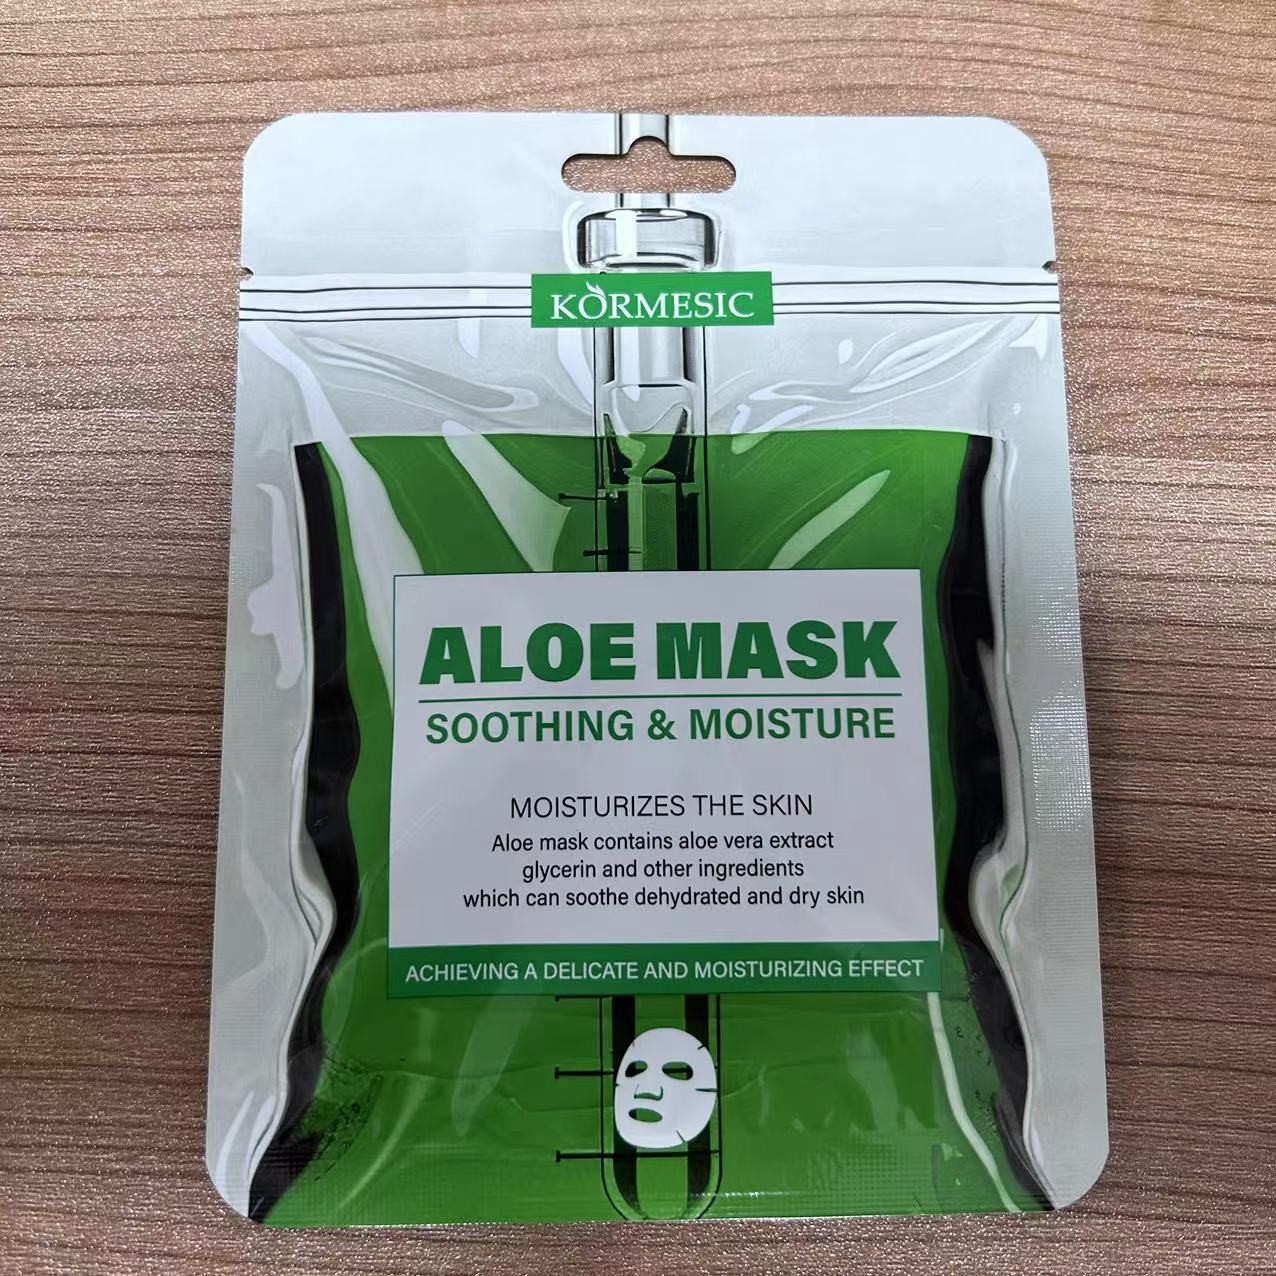 KORMESIC
ALOE MASK
SOOTHING & MOISTURE
MOISTURIZES THE SKIN
Aloe mask contains aloe vera extract
glycerin and other ingredients
which can soothe dehydrated and dry skin
ACHIEVING A DELICATE AND MOISTURIZING EFFECT